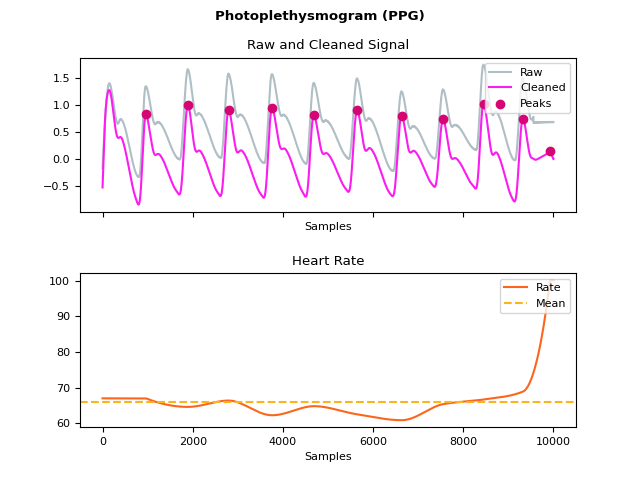 Photoplethysmogram (PPG)
Raw and Cleaned Signal
1.5
1.0
0.5
0.0
−0.5
Raw
Cleaned
Peaks
Samples
Heart Rate
100
90
80
70
60
Rate
Mean
0
2000
4000
6000
8000
10000
Samples